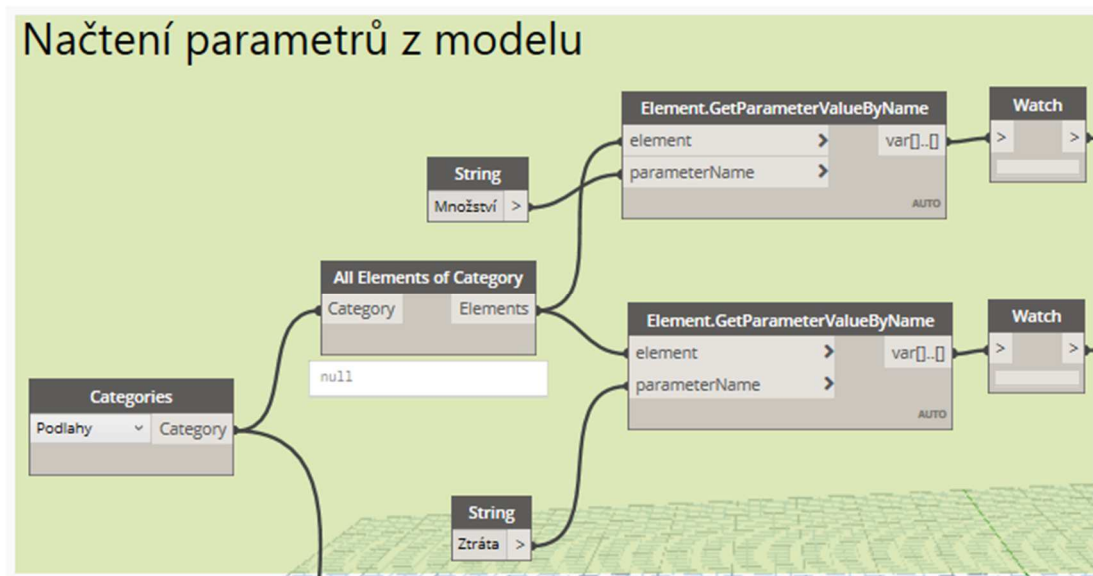 Načtení parametrů z modelu
Element.GetParameterValueByName
element > var[]..[]
parameterName >
AUTO
Watch
> >
String
Množství >
All Elements of Category
Category Elements
null
Element.GetParameterValueByName
element > var[]..[]
parameterName >
AUTO
Watch
> >
Categories
Podlahy Category
String
Ztráta >